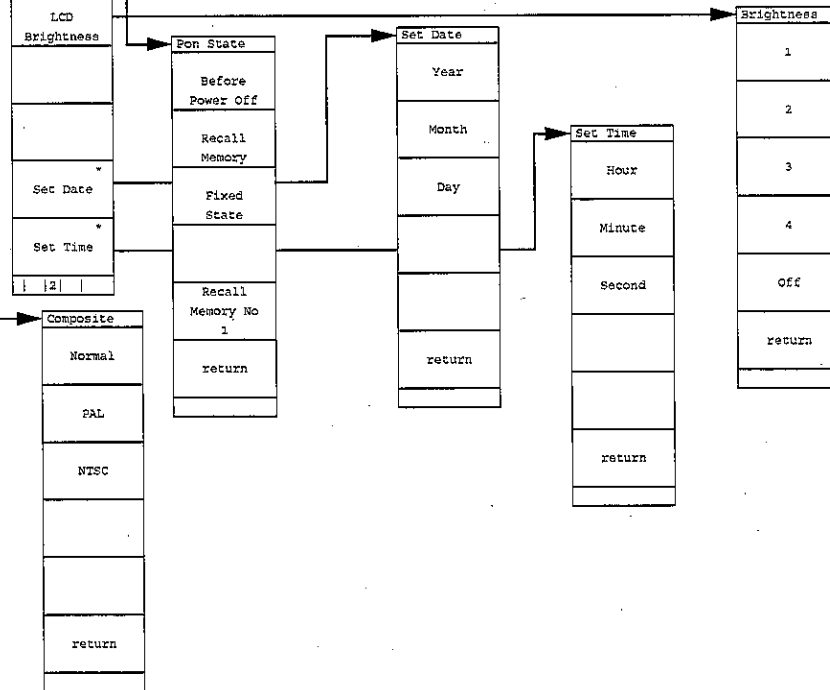 LCD
Brightness
*
Set Date
*
Set Time
| |2| |
Pon State
Before
Power Off
Recall
Memory
Fixed
State
Recall
Memory No
1
return
Set Date
Year
Month
Day
return
Set Time
Hour
Minute
Second
return
Brightness
1
2
3
4
Off
return
Composite
Normal
PAL
NTSC
return